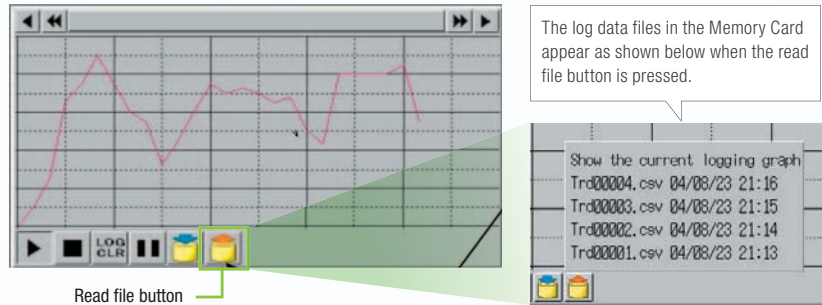 The log data files in the Memory Card
appear as shown below when the read
file button is pressed.
Show the current logging graph
Trd00004.csv 04/08/23 21:16
Trd00003.csv 04/08/23 21:15
Trd00002.csv 04/08/23 21:14
Trd00001.csv 04/08/23 21:13
LOG
CLR
Read file button